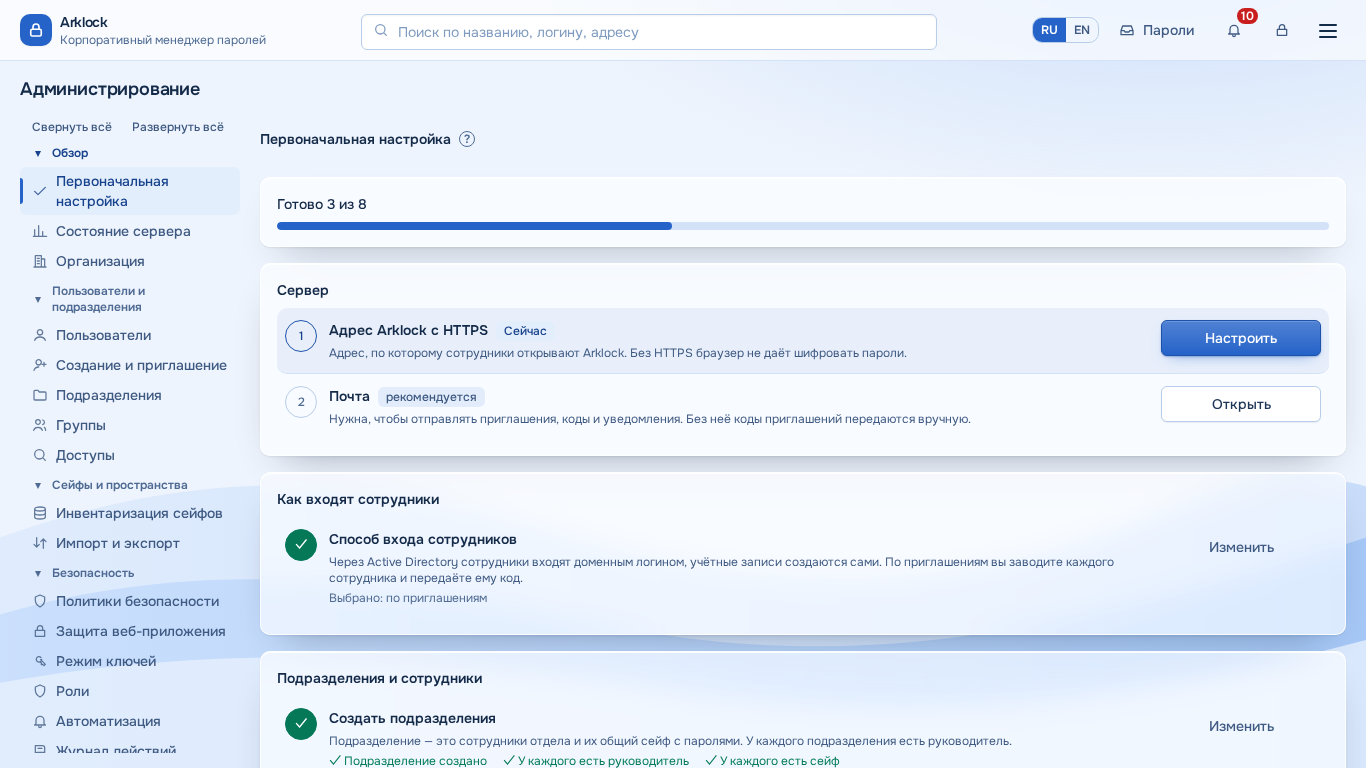 Arklock
Корпоративный менеджер паролей
Поиск по названию, логину, адресу
RU EN
Пароли
10
Администрирование
Свернуть всё Развернуть всё
Обзор
Первоначальная
настройка
Состояние сервера
Организация
Пользователи и
подразделения
Пользователи
Создание и приглашение
Подразделения
Группы
Доступы
Сейфы и пространства
Инвентаризация сейфов
Импорт и экспорт
Безопасность
Политики безопасности
Защита веб-приложения
Режим ключей
Роли
Автоматизация
Журнал действий
Первоначальная настройка ?
Готово 3 из 8
Сервер
1
Адрес Arklock с HTTPS Сейчас
Адрес, по которому сотрудники открывают Arklock. Без HTTPS браузер не даёт шифровать пароли.
Настроить
2
Почта рекомендуется
Нужна, чтобы отправлять приглашения, коды и уведомления. Без неё коды приглашений передаются вручную.
Открыть
Как входят сотрудники
Способ входа сотрудников
Через Active Directory сотрудники входят доменным логином, учётные записи создаются сами. По приглашениям вы заводите каждого
сотрудника и передаёте ему код.
Выбрано: по приглашениям
Изменить
Подразделения и сотрудники
Создать подразделения
Подразделение — это сотрудники отдела и их общий сейф с паролями. У каждого подразделения есть руководитель.
Подразделение создано У каждого есть руководитель У каждого есть сейф
Изменить